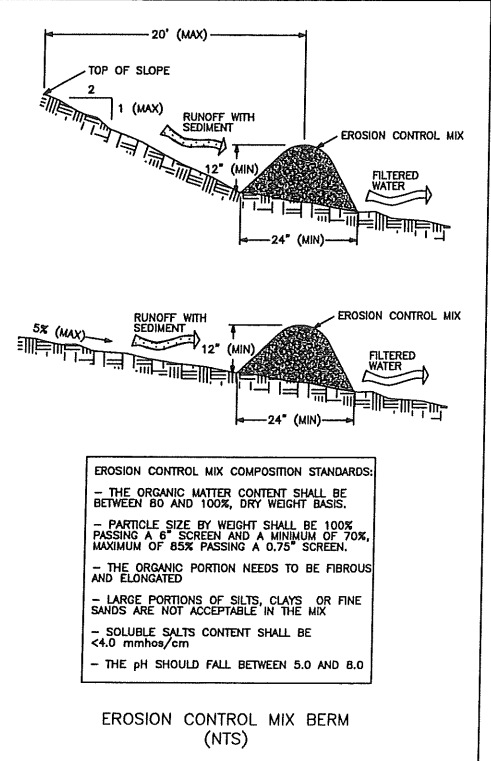 20' (MAX)
TOP OF SLOPE
2
1 (MAX)
RUNOFF WITH
SEDIMENT
EROSION CONTROL MIX
12" (MIN)
FILTERED
WATER
24" (MIN)
5% (MAX)
RUNOFF WITH
SEDIMENT
EROSION CONTROL MIX
12" (MIN)
FILTERED
WATER
24" (MIN)
EROSION CONTROL MIX COMPOSITION STANDARDS:
– THE ORGANIC MATTER CONTENT SHALL BE
BETWEEN 80 AND 100%, DRY WEIGHT BASIS.
– PARTICLE SIZE BY WEIGHT SHALL BE 100%
PASSING A 6" SCREEN AND A MINIMUM OF 70%,
MAXIMUM OF 85% PASSING A 0.75" SCREEN.
– THE ORGANIC PORTION NEEDS TO BE FIBROUS
AND ELONGATED
– LARGE PORTIONS OF SILTS, CLAYS OR FINE
SANDS ARE NOT ACCEPTABLE IN THE MIX
– SOLUBLE SALTS CONTENT SHALL BE
<4.0 mmhos/cm
– THE pH SHOULD FALL BETWEEN 5.0 AND 8.0
EROSION CONTROL MIX BERM
(NTS)